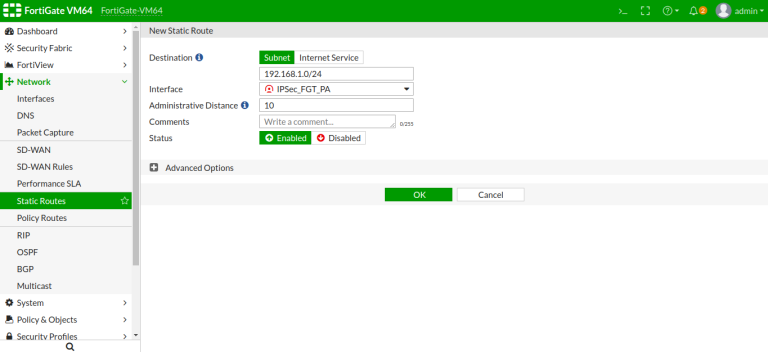 FortiGate VM64 FortiGate-VM64 >_ 2 admin
Dashboard
Security Fabric
FortiView
Network
Interfaces
DNS
Packet Capture
SD-WAN
SD-WAN Rules
Performance SLA
Static Routes
Policy Routes
RIP
OSPF
BGP
Multicast
System
Policy & Objects
Security Profiles
New Static Route
Destination Subnet Internet Service
192.168.1.0/24
Interface IPSec_FGT_PA
Administrative Distance 10
Comments Write a comment... 0/255
Status Enabled Disabled
Advanced Options
OK Cancel